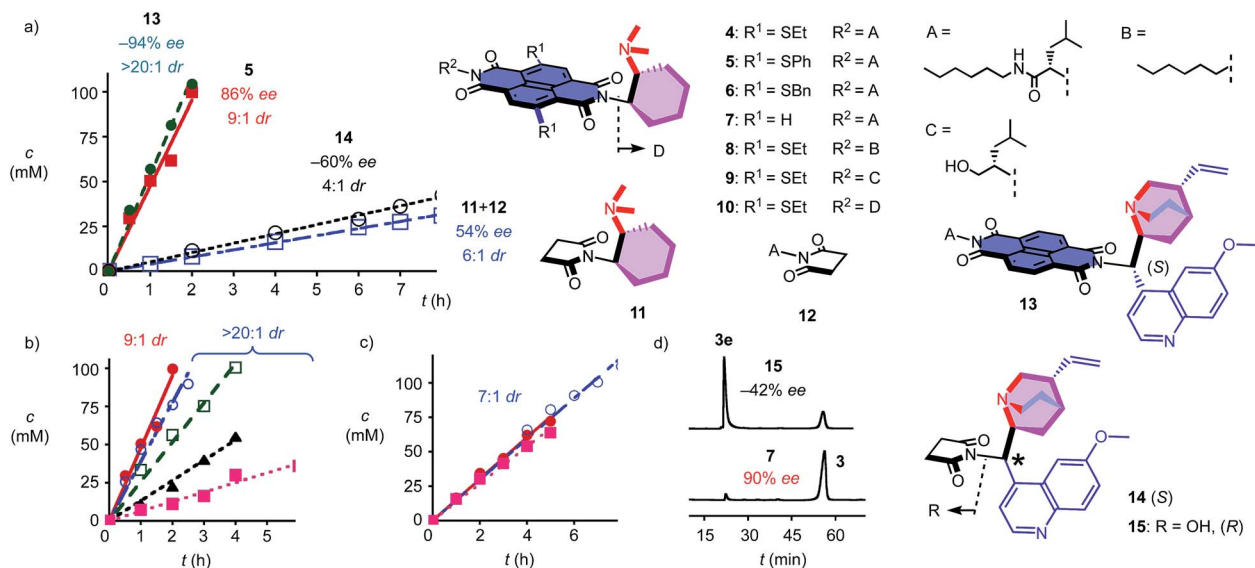 a)
13
–94% ee
>20:1 dr
5
86% ee
9:1 dr
14
–60% ee
4:1 dr
11+12
54% ee
6:1 dr
c
(mM)
100
75
50
25
0
0 1 2 3 4 5 6 7
t (h)
R¹
R²
N
O
O
O
O
N
N
R¹
D
4: R¹ = SEt R² = A
5: R¹ = SPh R² = A
6: R¹ = SBn R² = A
7: R¹ = H R² = A
8: R¹ = SEt R² = B
9: R¹ = SEt R² = C
10: R¹ = SEt R² = D
A =
H
N
O
B =
C =
HO
O
N
N
O
11
A
N
O
O
12
N
A
N
O
O
O
O
N
(S)
O
N
13
b)
9:1 dr
>20:1 dr
c
(mM)
100
75
50
25
0
1 2 3 4 5
t (h)
c)
7:1 dr
100
75
50
25
0
0 2 4 6
t (h)
d)
3e
15
–42% ee
7
90% ee
3
15 30 45 60
t (min)
N
O
N
O
*
R
O
N
14 (S)
15: R = OH, (R)